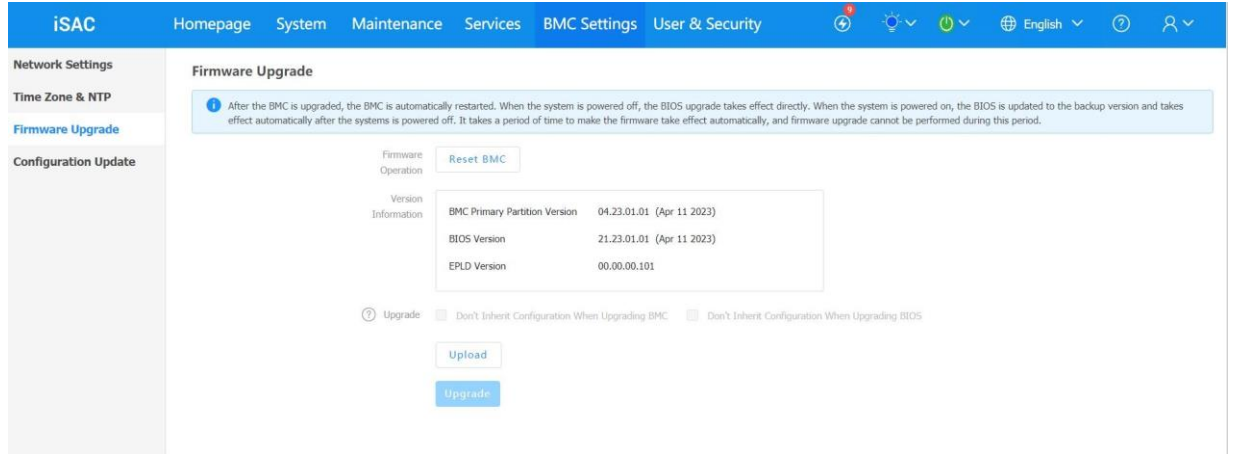 iSAC Homepage System Maintenance Services BMC Settings User & Security 9 English ?
Network Settings
Time Zone & NTP
Firmware Upgrade
Configuration Update
Firmware Upgrade
After the BMC is upgraded, the BMC is automatically restarted. When the system is powered off, the BIOS upgrade takes effect directly. When the system is powered on, the BIOS is updated to the backup version and takes
effect automatically after the systems is powered off. It takes a period of time to make the firmware take effect automatically, and firmware upgrade cannot be performed during this period.
Firmware
Operation
Reset BMC
Version
Information
BMC Primary Partition Version 04.23.01.01 (Apr 11 2023)
BIOS Version 21.23.01.01 (Apr 11 2023)
EPLD Version 00.00.00.101
? Upgrade Don't Inherit Configuration When Upgrading BMC Don't Inherit Configuration When Upgrading BIOS
Upload
Upgrade